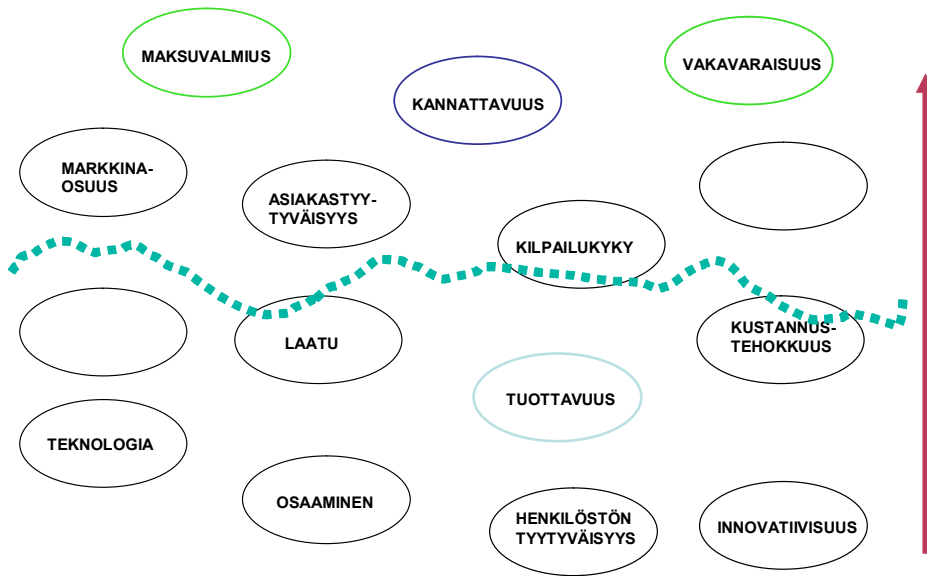 MAKSUVALMIUS
VAKAVARAISUUS
KANNATTAVUUS
MARKKINA-
OSUUS
ASIAKASTYY-
TYVÄISYYS
KILPAILUKYKY
KUSTANNUS-
TEHOKKUUS
LAATU
TUOTTAVUUS
TEKNOLOGIA
OSAAMINEN
HENKILÖSTÖN
TYYTYVÄISYYS
INNOVATIIVISUUS